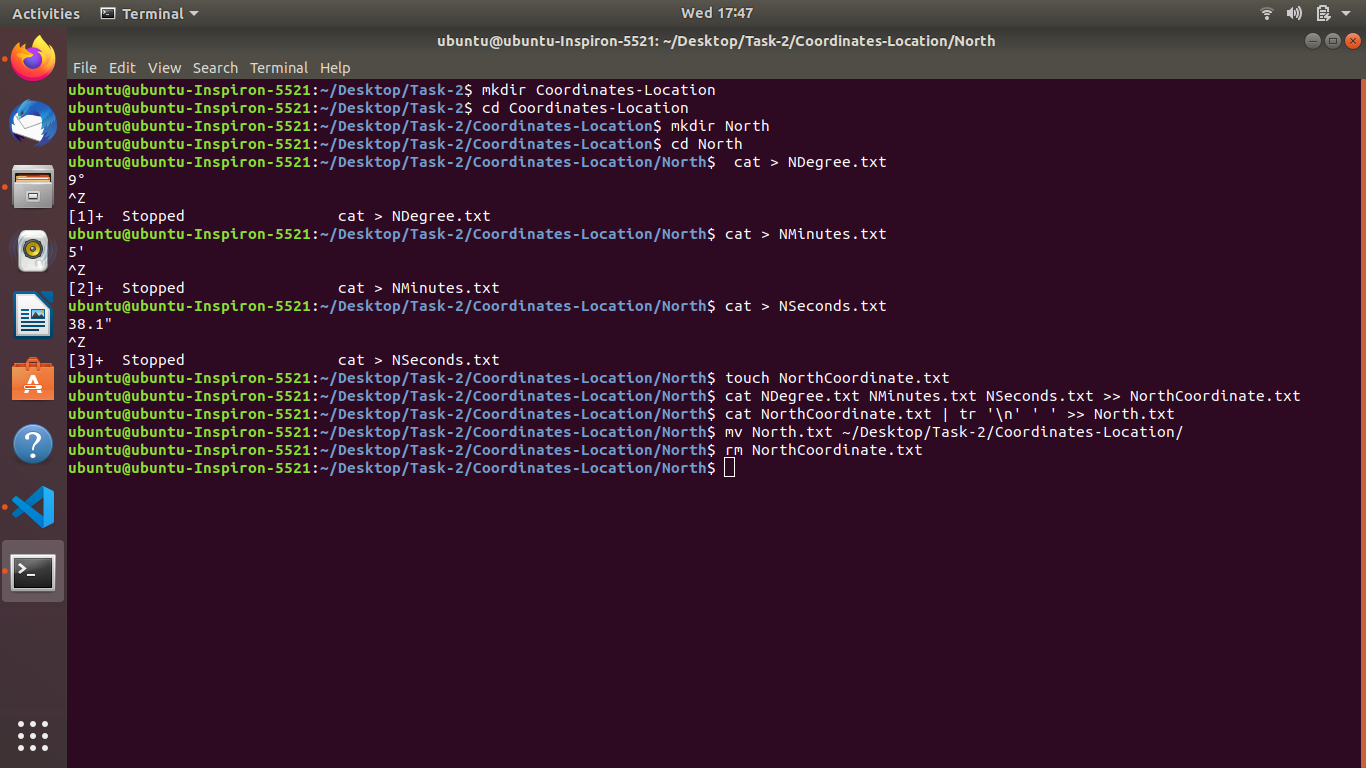 Activities Terminal Wed 17:47
ubuntu@ubuntu-Inspiron-5521: ~/Desktop/Task-2/Coordinates-Location/North
File Edit View Search Terminal Help
ubuntu@ubuntu-Inspiron-5521:~/Desktop/Task-2$ mkdir Coordinates-Location
ubuntu@ubuntu-Inspiron-5521:~/Desktop/Task-2$ cd Coordinates-Location
ubuntu@ubuntu-Inspiron-5521:~/Desktop/Task-2/Coordinates-Location$ mkdir North
ubuntu@ubuntu-Inspiron-5521:~/Desktop/Task-2/Coordinates-Location$ cd North
ubuntu@ubuntu-Inspiron-5521:~/Desktop/Task-2/Coordinates-Location/North$  cat > NDegree.txt
9°
^Z
[1]+  Stopped                 cat > NDegree.txt
ubuntu@ubuntu-Inspiron-5521:~/Desktop/Task-2/Coordinates-Location/North$ cat > NMinutes.txt
5'
^Z
[2]+  Stopped                 cat > NMinutes.txt
ubuntu@ubuntu-Inspiron-5521:~/Desktop/Task-2/Coordinates-Location/North$ cat > NSeconds.txt
38.1"
^Z
[3]+  Stopped                 cat > NSeconds.txt
ubuntu@ubuntu-Inspiron-5521:~/Desktop/Task-2/Coordinates-Location/North$ touch NorthCoordinate.txt
ubuntu@ubuntu-Inspiron-5521:~/Desktop/Task-2/Coordinates-Location/North$ cat NDegree.txt NMinutes.txt NSeconds.txt >> NorthCoordinate.txt
ubuntu@ubuntu-Inspiron-5521:~/Desktop/Task-2/Coordinates-Location/North$ cat NorthCoordinate.txt | tr '\n' ' ' >> North.txt
ubuntu@ubuntu-Inspiron-5521:~/Desktop/Task-2/Coordinates-Location/North$ mv North.txt ~/Desktop/Task-2/Coordinates-Location/
ubuntu@ubuntu-Inspiron-5521:~/Desktop/Task-2/Coordinates-Location/North$ rm NorthCoordinate.txt
ubuntu@ubuntu-Inspiron-5521:~/Desktop/Task-2/Coordinates-Location/North$